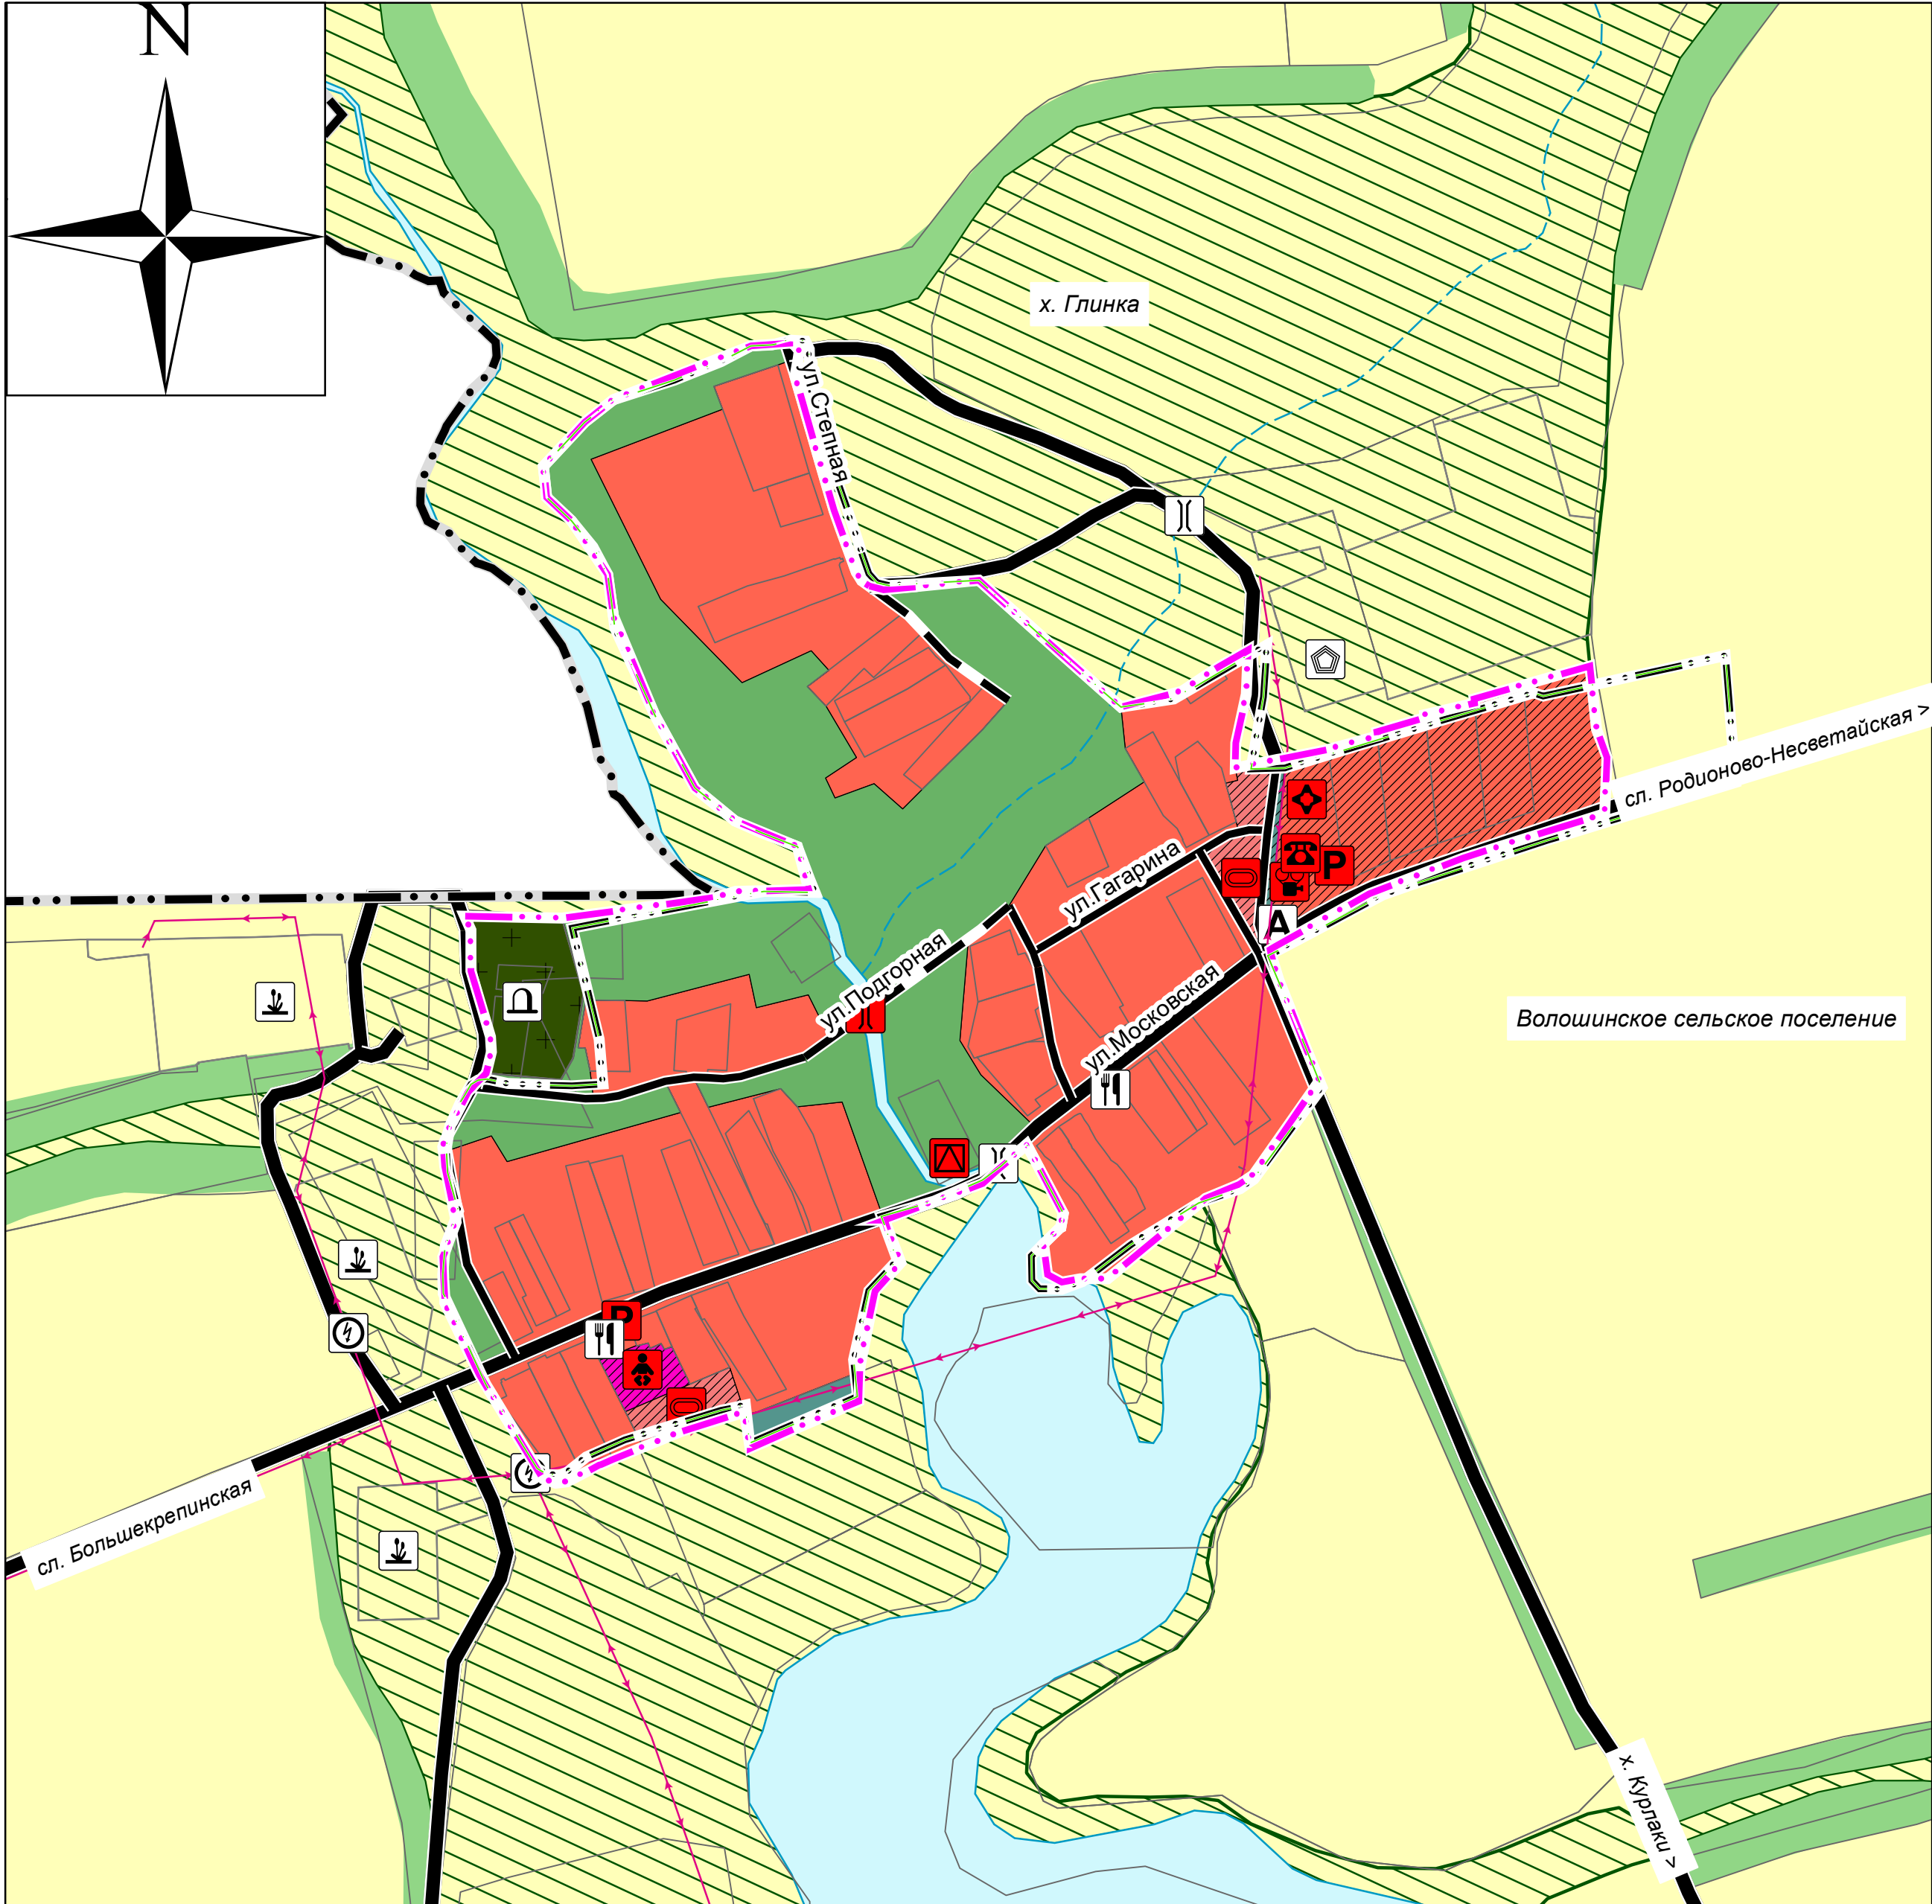 N
х. Глинка
ул.Степная
сл. Родионово-Несветайская >
P
ул.Гагарина
A
ул.Подгорная
ул.Московская
Волошинское сельское поселение
P
сл. Большекрепинская
х. Курлаки >